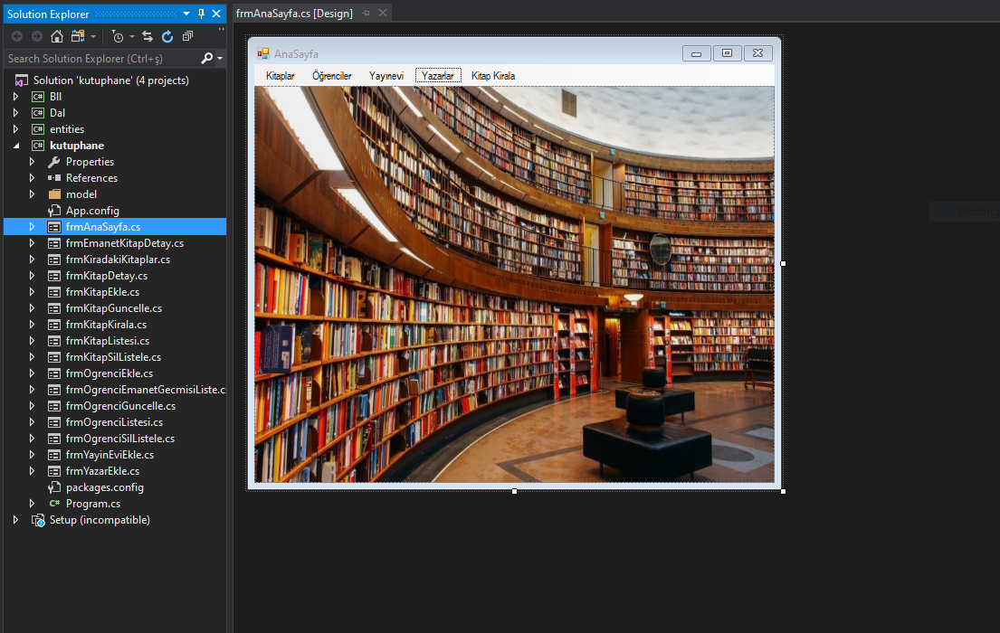 Solution Explorer
Search Solution Explorer (Ctrl+ş)
Solution 'kutuphane' (4 projects)
Bll
Dal
entities
kutuphane
Properties
References
model
App.config
frmAnaSayfa.cs
frmEmanetKitapDetay.cs
frmKiradakiKitaplar.cs
frmKitapDetay.cs
frmKitapEkle.cs
frmKitapGuncelle.cs
frmKitapKirala.cs
frmKitapListesi.cs
frmKitapSilListele.cs
frmOgrenciEkle.cs
frmOgrenciEmanetGecmisiListe.c
frmOgrenciGuncelle.cs
frmOgrenciListesi.cs
frmOgrenciSilListele.cs
frmYayinEviEkle.cs
frmYazarEkle.cs
packages.config
Program.cs
Setup (incompatible)
frmAnaSayfa.cs [Design]
AnaSayfa
Kitaplar Öğrenciler Yayınevi Yazarlar Kitap Kirala